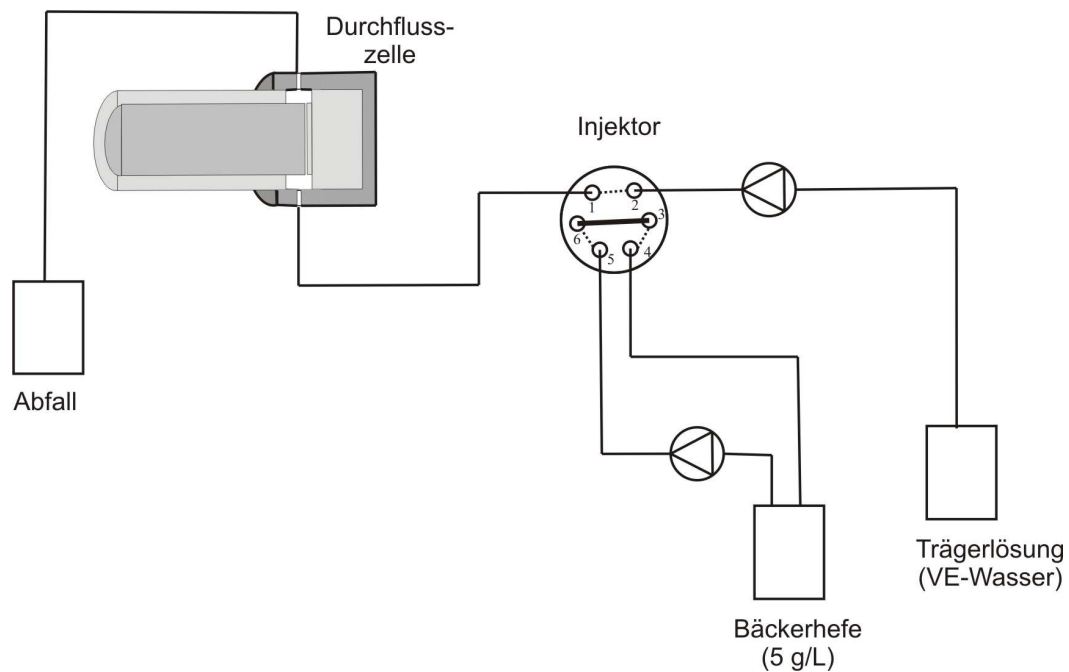 Durchfluss-
zelle
Injektor
1
2
3
6
5
4
Abfall
Trägerlösung
(VE-Wasser)
Bäckerhefe
(5 g/L)